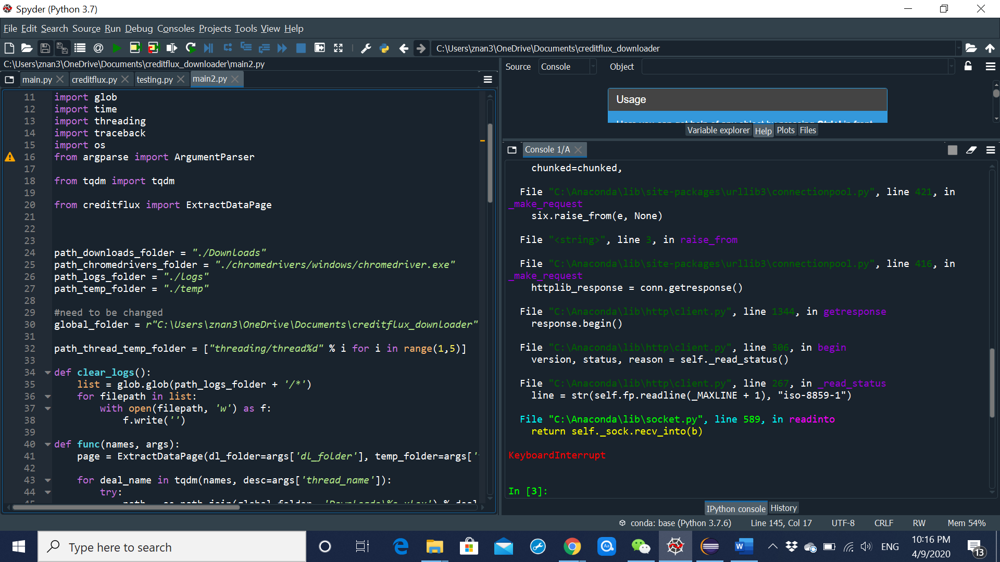 Spyder (Python 3.7)
File Edit Search Source Run Debug Consoles Projects Tools View Help
C:\Users\znan3\OneDrive\Documents\creditflux_downloader
C:\Users\znan3\OneDrive\Documents\creditflux_downloader\main2.py
main.py creditflux.py testing.py main2.py
11 import glob
12 import time
13 import threading
14 import traceback
15 import os
16 from argparse import ArgumentParser
17
18 from tqdm import tqdm
19
20 from creditflux import ExtractDataPage
21
22
23
24 path_downloads_folder = "./Downloads"
25 path_chromedrivers_folder = "./chromedrivers/windows/chromedriver.exe"
26 path_logs_folder = "./logs"
27 path_temp_folder = "./temp"
28
29 #need to be changed
30 global_folder = r"C:\Users\znan3\OneDrive\Documents\creditflux_downloader"
31
32 path_thread_temp_folder = ["threading/thread%d" % i for i in range(1,5)]
33
34 def clear_logs():
35 list = glob.glob(path_logs_folder + '/*')
36 for filepath in list:
37 with open(filepath, 'w') as f:
38 f.write('')
39
40 def func(names, args):
41 page = ExtractDataPage(dl_folder=args['dl_folder'], temp_folder=args['
42
43 for deal_name in tqdm(names, desc=args['thread_name']):
44 try:
Source Console Object
Usage
Variable explorer Help Plots Files
Console 1/A
chunked=chunked,
File "C:\Anaconda\lib\site-packages\urllib3\connectionpool.py", line 421, in
_make_request
six.raise_from(e, None)
File "<string>", line 3, in raise_from
File "C:\Anaconda\lib\site-packages\urllib3\connectionpool.py", line 416, in
_make_request
httplib_response = conn.getresponse()
File "C:\Anaconda\lib\http\client.py", line 1344, in getresponse
response.begin()
File "C:\Anaconda\lib\http\client.py", line 306, in begin
version, status, reason = self._read_status()
File "C:\Anaconda\lib\http\client.py", line 267, in _read_status
line = str(self.fp.readline(_MAXLINE + 1), "iso-8859-1")
File "C:\Anaconda\lib\socket.py", line 589, in readinto
return self._sock.recv_into(b)
KeyboardInterrupt
In [3]:
IPython console History
conda: base (Python 3.7.6) Line 145, Col 17 UTF-8 CRLF RW Mem 54%
Type here to search
ENG
10:16 PM
4/9/2020
13